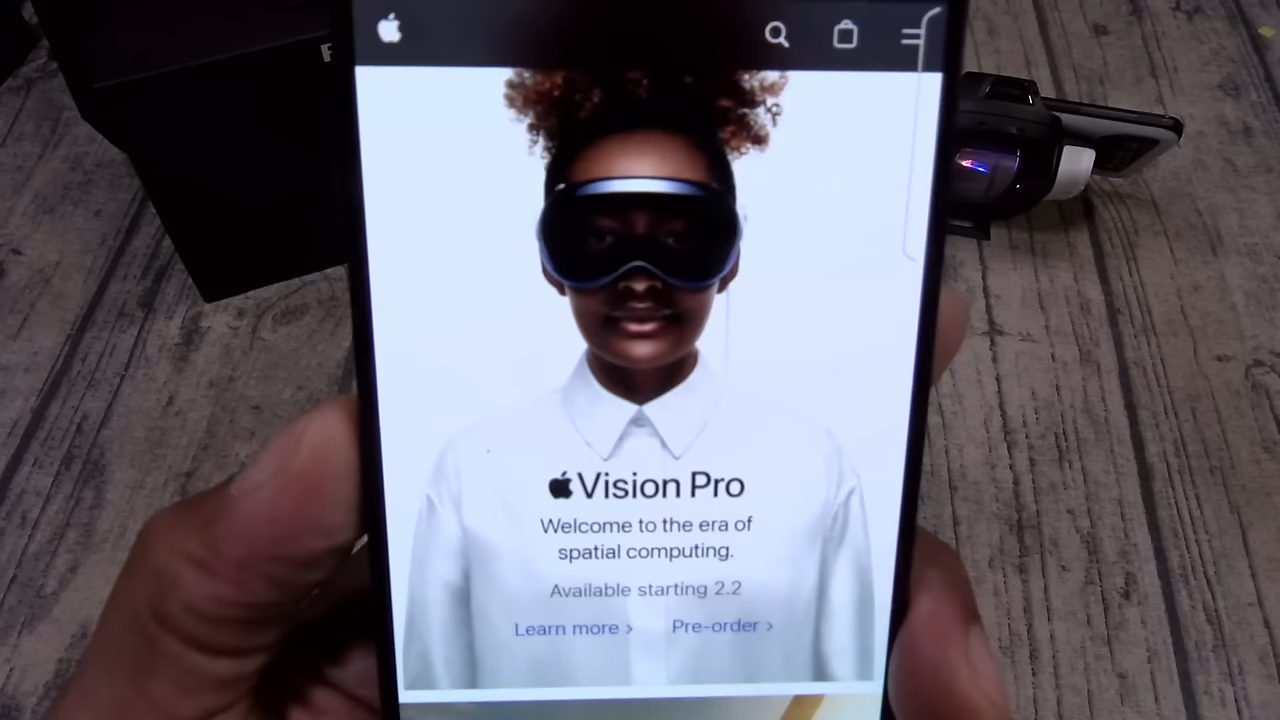 Vision Pro
Welcome to the era of
spatial computing.
Available starting 2.2
Learn more >
Pre-order >